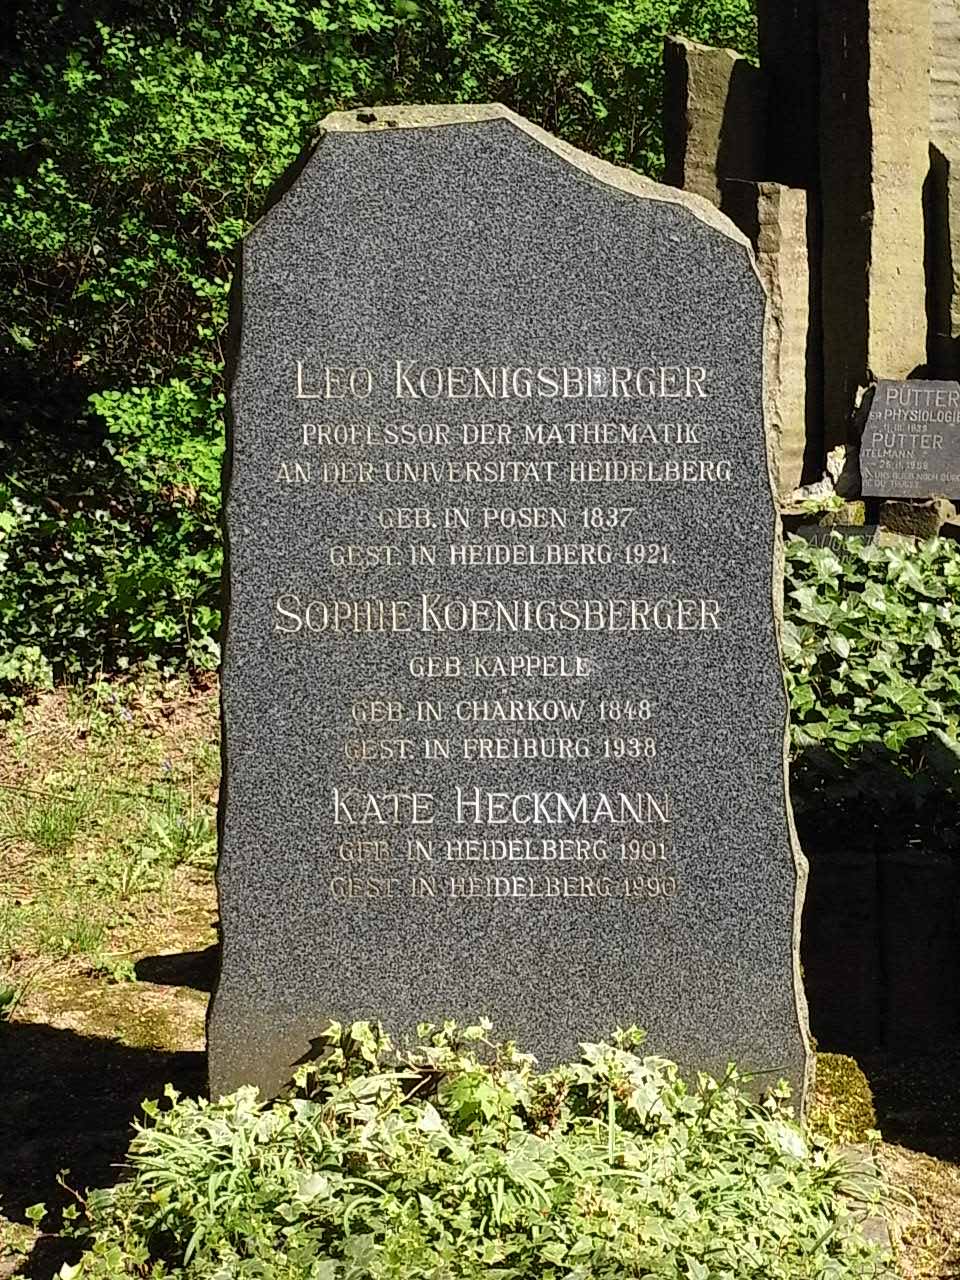 LEO KOENIGSBERGER
PROFESSOR DER MATHEMATIK
AN DER UNIVERSITÄT HEIDELBERG
GEB. IN POSEN 1837
GEST. IN HEIDELBERG 1921.
SOPHIE KOENIGSBERGER
GEB. KAPPELE
GEB. IN CHARKOW 1848
GEST. IN FREIBURG 1938
KATE HECKMANN
GEB. IN HEIDELBERG 1901
GEST. IN HEIDELBERG 1990
PÜTTER
PHYSIOLOGIE
PÜTTER